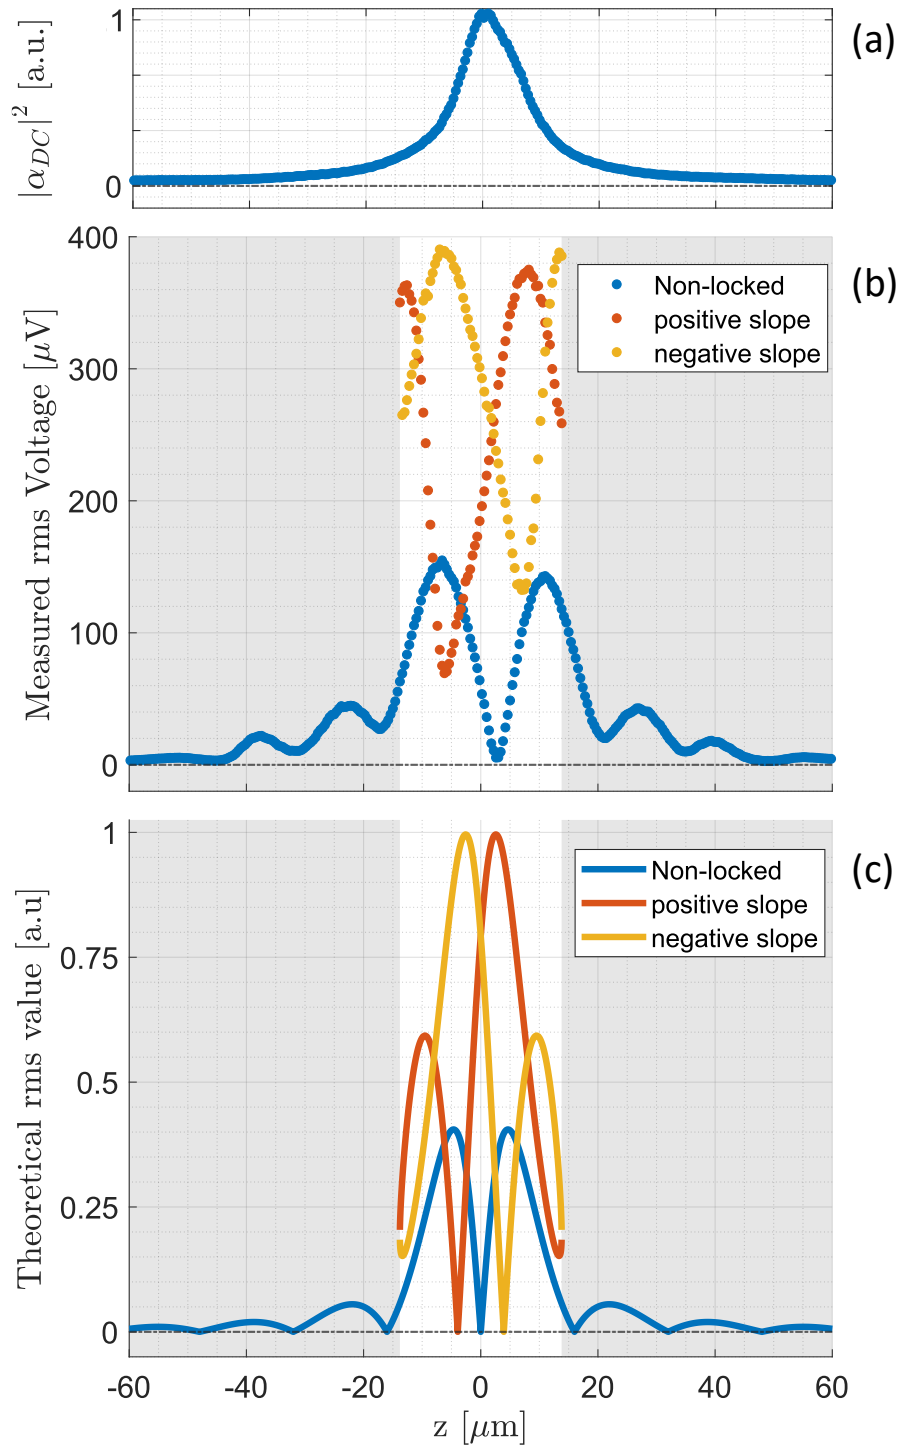 (a)
|α_DC|² [a.u.]
1
0
(b)
Measured rms Voltage [μV]
400
300
200
100
0
Non-locked
positive slope
negative slope
(c)
Theoretical rms value [a.u]
1
0.75
0.5
0.25
0
Non-locked
positive slope
negative slope
-60 -40 -20 0 20 40 60
z [μm]